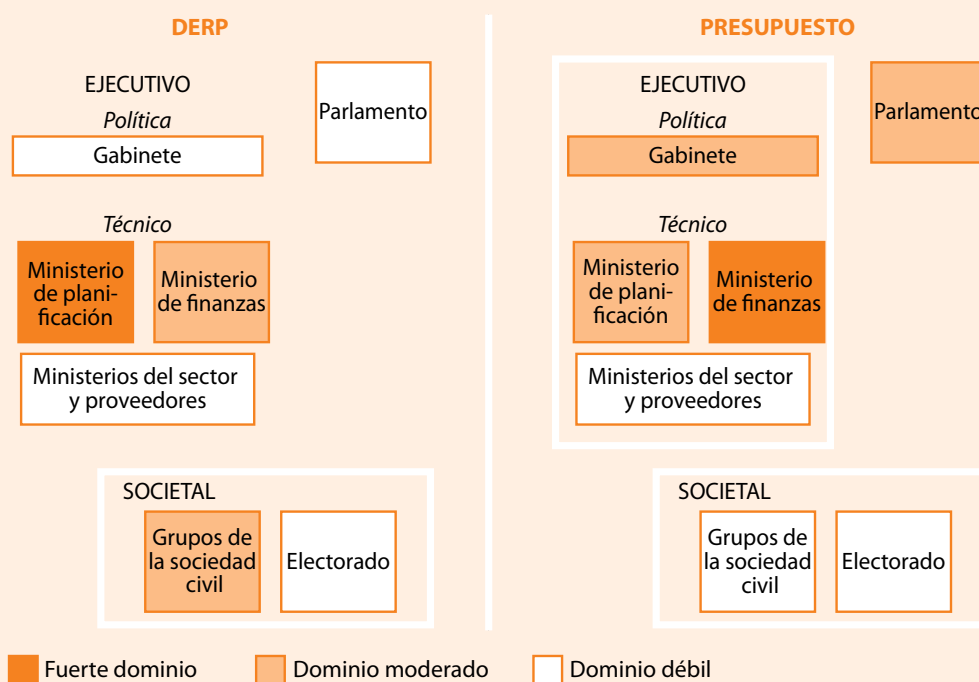 DERP
EJECUTIVO
Política
Gabinete
Parlamento
Técnico
Ministerio
de plani-
ficación
Ministerio
de finanzas
Ministerios del sector
y proveedores
SOCIETAL
Grupos de
la sociedad
civil
Electorado
PRESUPUESTO
EJECUTIVO
Política
Gabinete
Parlamento
Técnico
Ministerio
de plani-
ficación
Ministerio
de finanzas
Ministerios del sector
y proveedores
SOCIETAL
Grupos de
la sociedad
civil
Electorado
Fuerte dominio
Dominio moderado
Dominio débil